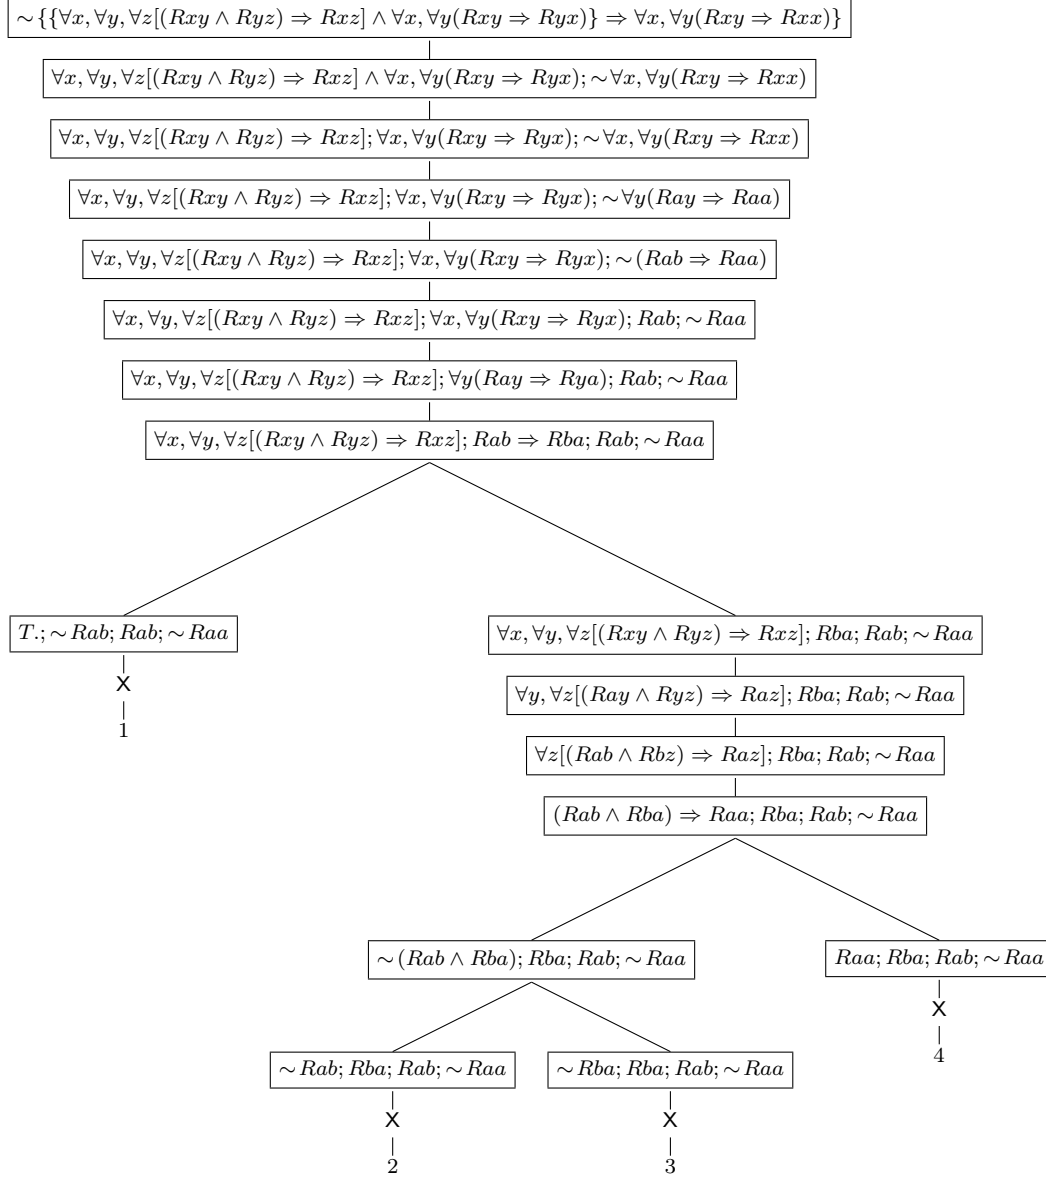 ∼{{∀x,∀y,∀z[(Rxy ∧ Ryz) ⇒ Rxz] ∧ ∀x,∀y(Rxy ⇒ Ryx)} ⇒ ∀x,∀y(Rxy ⇒ Rxx)}
∀x,∀y,∀z[(Rxy ∧ Ryz) ⇒ Rxz] ∧ ∀x,∀y(Rxy ⇒ Ryx);∼∀x,∀y(Rxy ⇒ Rxx)
∀x,∀y,∀z[(Rxy ∧ Ryz) ⇒ Rxz];∀x,∀y(Rxy ⇒ Ryx);∼∀x,∀y(Rxy ⇒ Rxx)
∀x,∀y,∀z[(Rxy ∧ Ryz) ⇒ Rxz];∀x,∀y(Rxy ⇒ Ryx);∼∀y(Ray ⇒ Raa)
∀x,∀y,∀z[(Rxy ∧ Ryz) ⇒ Rxz];∀x,∀y(Rxy ⇒ Ryx);∼(Rab ⇒ Raa)
∀x,∀y,∀z[(Rxy ∧ Ryz) ⇒ Rxz];∀x,∀y(Rxy ⇒ Ryx);Rab;∼Raa
∀x,∀y,∀z[(Rxy ∧ Ryz) ⇒ Rxz];∀y(Ray ⇒ Rya);Rab;∼Raa
∀x,∀y,∀z[(Rxy ∧ Ryz) ⇒ Rxz];Rab ⇒ Rba;Rab;∼Raa
T.;∼Rab;Rab;∼Raa
∀x,∀y,∀z[(Rxy ∧ Ryz) ⇒ Rxz];Rba;Rab;∼Raa
X
∀y,∀z[(Ray ∧ Ryz) ⇒ Raz];Rba;Rab;∼Raa
1
∀z[(Rab ∧ Rbz) ⇒ Raz];Rba;Rab;∼Raa
(Rab ∧ Rba) ⇒ Raa;Rba;Rab;∼Raa
∼(Rab ∧ Rba);Rba;Rab;∼Raa
Raa;Rba;Rab;∼Raa
X
4
∼Rab;Rba;Rab;∼Raa
∼Rba;Rba;Rab;∼Raa
X
X
2
3